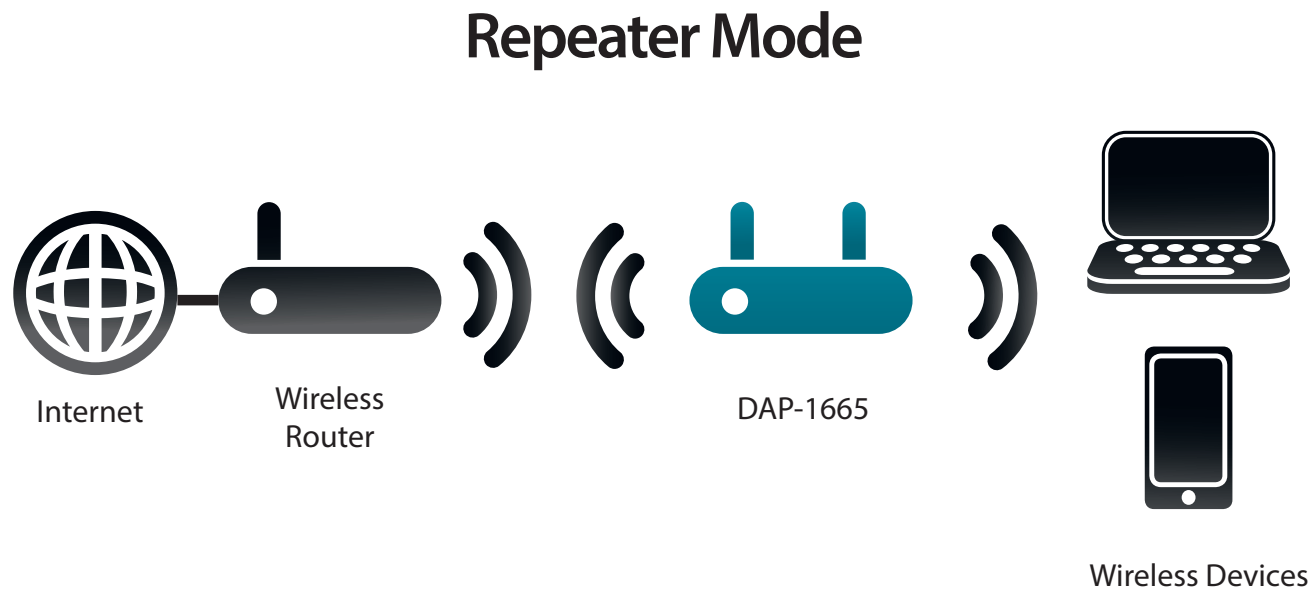 Repeater Mode
Internet
Wireless
Router
DAP-1665
Wireless Devices